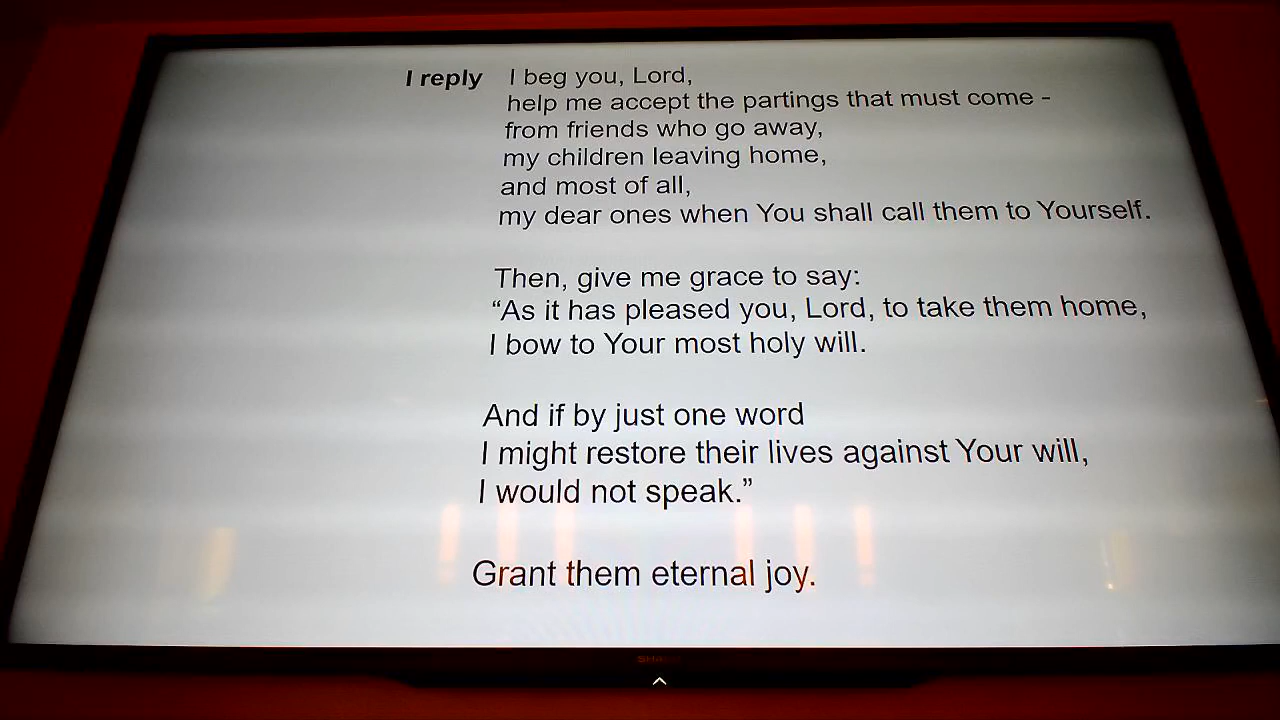 I reply I beg you, Lord,
help me accept the partings that must come -
from friends who go away,
my children leaving home,
and most of all,
my dear ones when You shall call them to Yourself.
Then, give me grace to say:
“As it has pleased you, Lord, to take them home,
I bow to Your most holy will.
And if by just one word
I might restore their lives against Your will,
I would not speak.”
Grant them eternal joy.